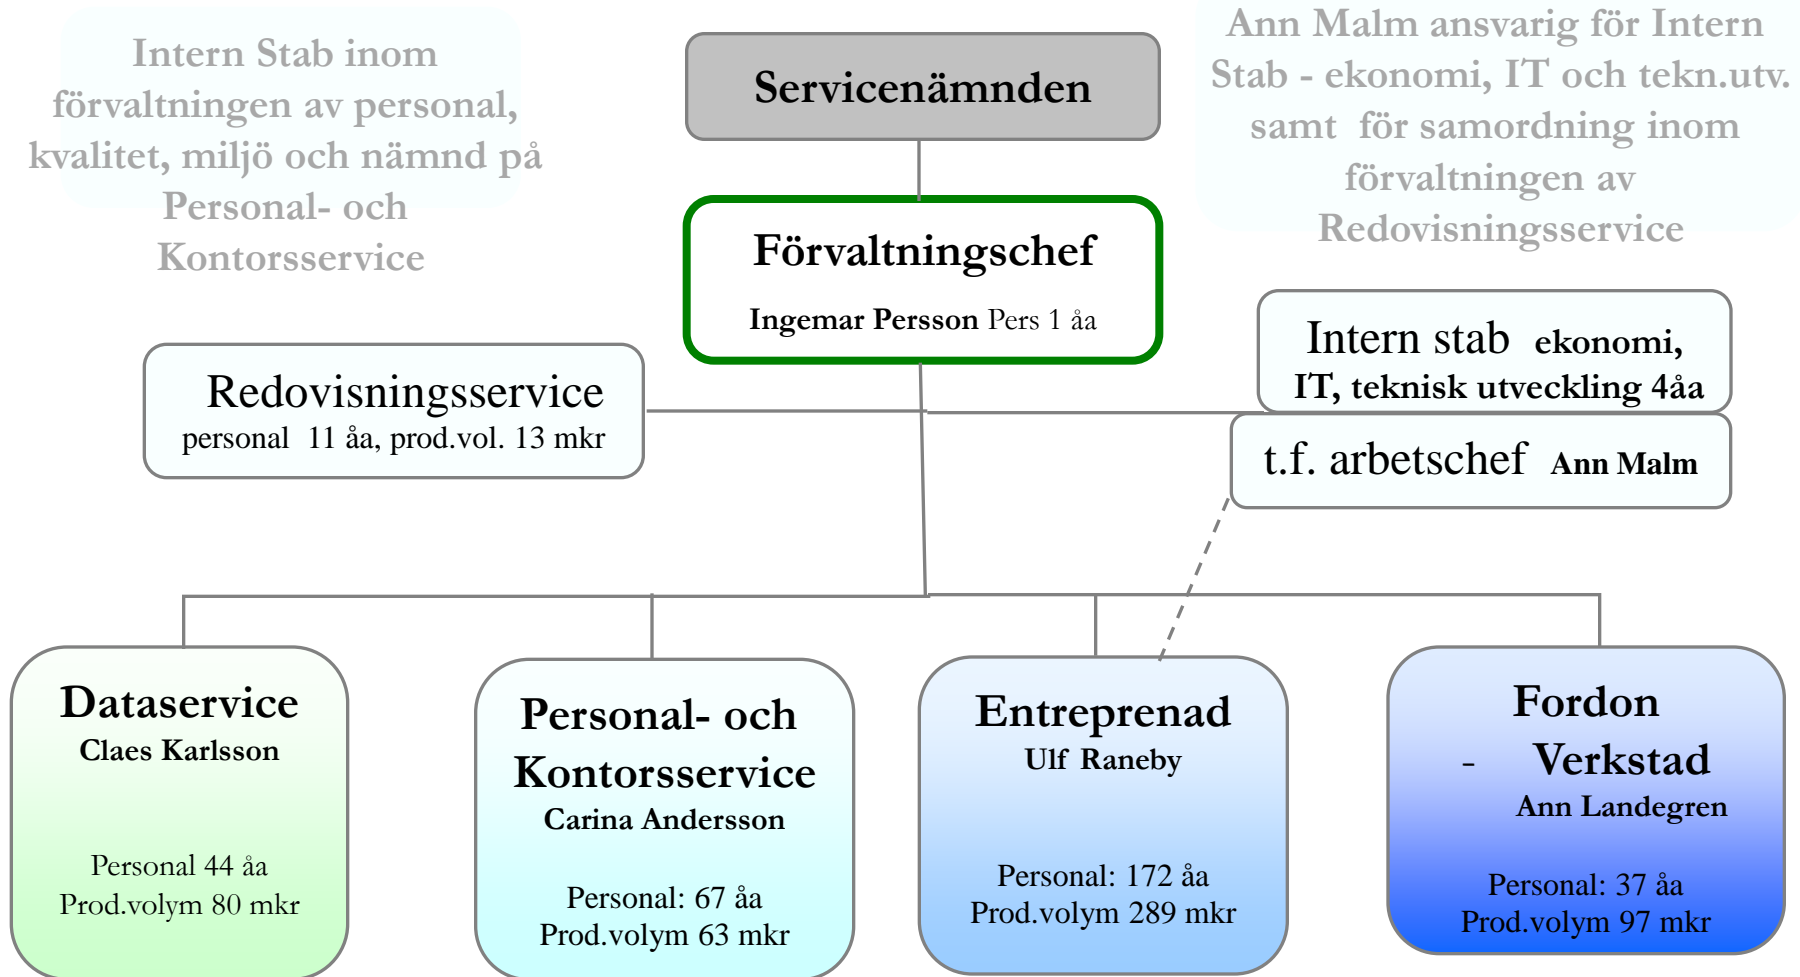 Intern Stab inom
förvaltningen av personal,
kvalitet, miljö och nämnd på
Personal- och
Kontorsservice
Servicenämnden
Ann Malm ansvarig för Intern
Stab - ekonomi, IT och tekn.utv.
samt för samordning inom
förvaltningen av
Redovisningsservice
Förvaltningschef
Ingemar Persson Pers 1 åa
Redovisningsservice
personal 11 åa, prod.vol. 13 mkr
Intern stab ekonomi,
IT, teknisk utveckling 4åa
t.f. arbetschef Ann Malm
Dataservice
Claes Karlsson
Personal 44 åa
Prod.volym 80 mkr
Personal- och
Kontorsservice
Carina Andersson
Personal: 67 åa
Prod.volym 63 mkr
Entreprenad
Ulf Raneby
Personal: 172 åa
Prod.volym 289 mkr
Fordon
- Verkstad
Ann Landegren
Personal: 37 åa
Prod.volym 97 mkr